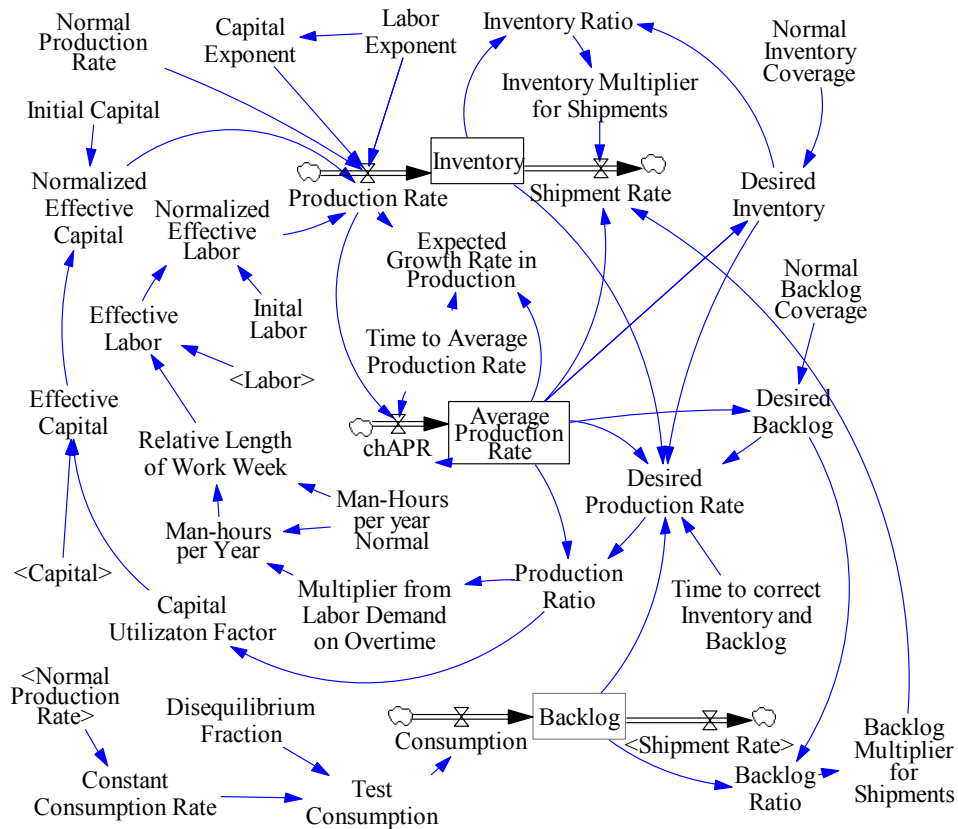 Normal
Production
Rate
Capital
Exponent
Labor
Exponent
Inventory Ratio
Normal
Inventory
Coverage
Inventory Multiplier
for Shipments
Initial Capital
Inventory
Normalized
Effective
Capital
Production Rate
Shipment Rate
Desired
Inventory
Normalized
Effective
Labor
Expected
Growth Rate in
Production
Normal
Backlog
Coverage
Inital
Labor
Effective
Labor
Time to Average
Production Rate
<Labor>
Effective
Capital
Average
Production
Rate
Desired
Backlog
chAPR
Relative Length
of Work Week
Desired
Production Rate
Man-Hours
per year
Normal
Man-hours
per Year
<Capital>
Multiplier from
Labor Demand
on Overtime
Production
Ratio
Time to correct
Inventory and
Backlog
Capital
Utilizaton Factor
<Normal
Production
Rate>
Disequilibrium
Fraction
Consumption
Backlog
<Shipment Rate>
Backlog
Multiplier
for
Shipments
Constant
Consumption Rate
Test
Consumption
Backlog
Ratio